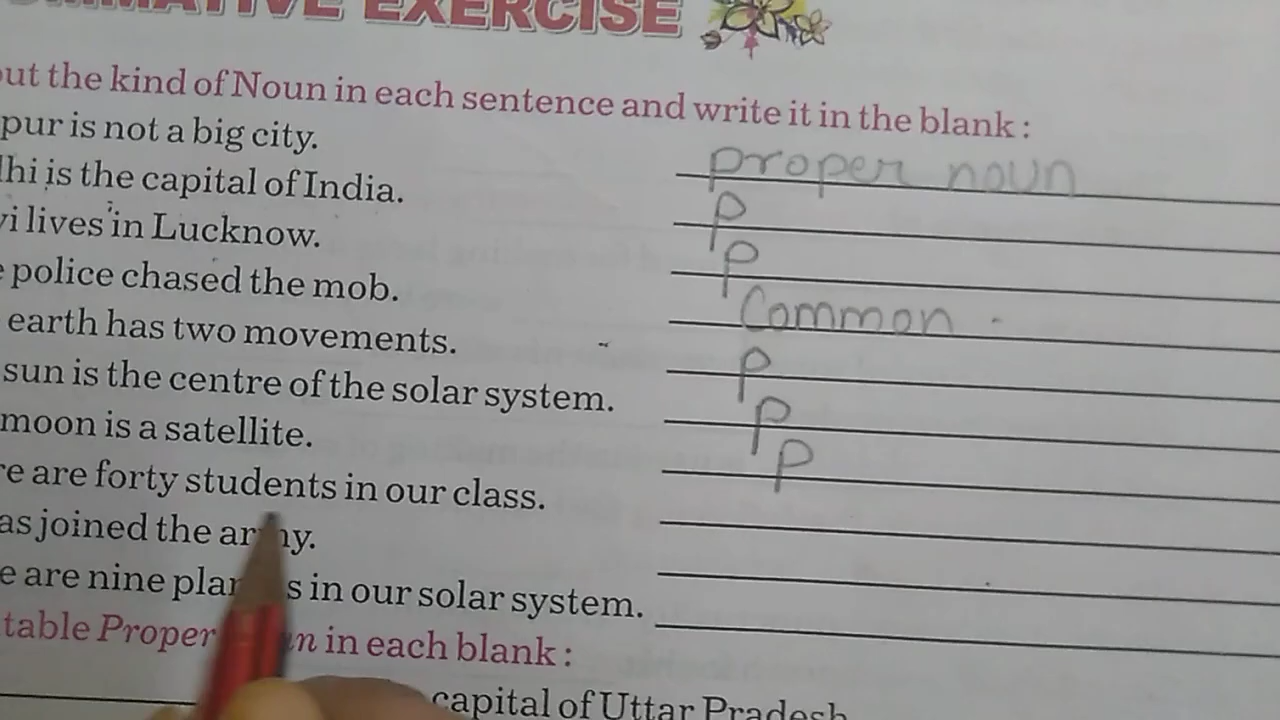 EXERCISE
out the kind of Noun in each sentence and write it in the blank :
pur is not a big city. proper noun
lhi is the capital of India. P
vi lives in Lucknow. P
e police chased the mob. Common
earth has two movements. P
sun is the centre of the solar system. P
moon is a satellite. P
re are forty students in our class.
as joined the army.
e are nine planets in our solar system.
table Proper in each blank :
capital of Uttar Pradesh